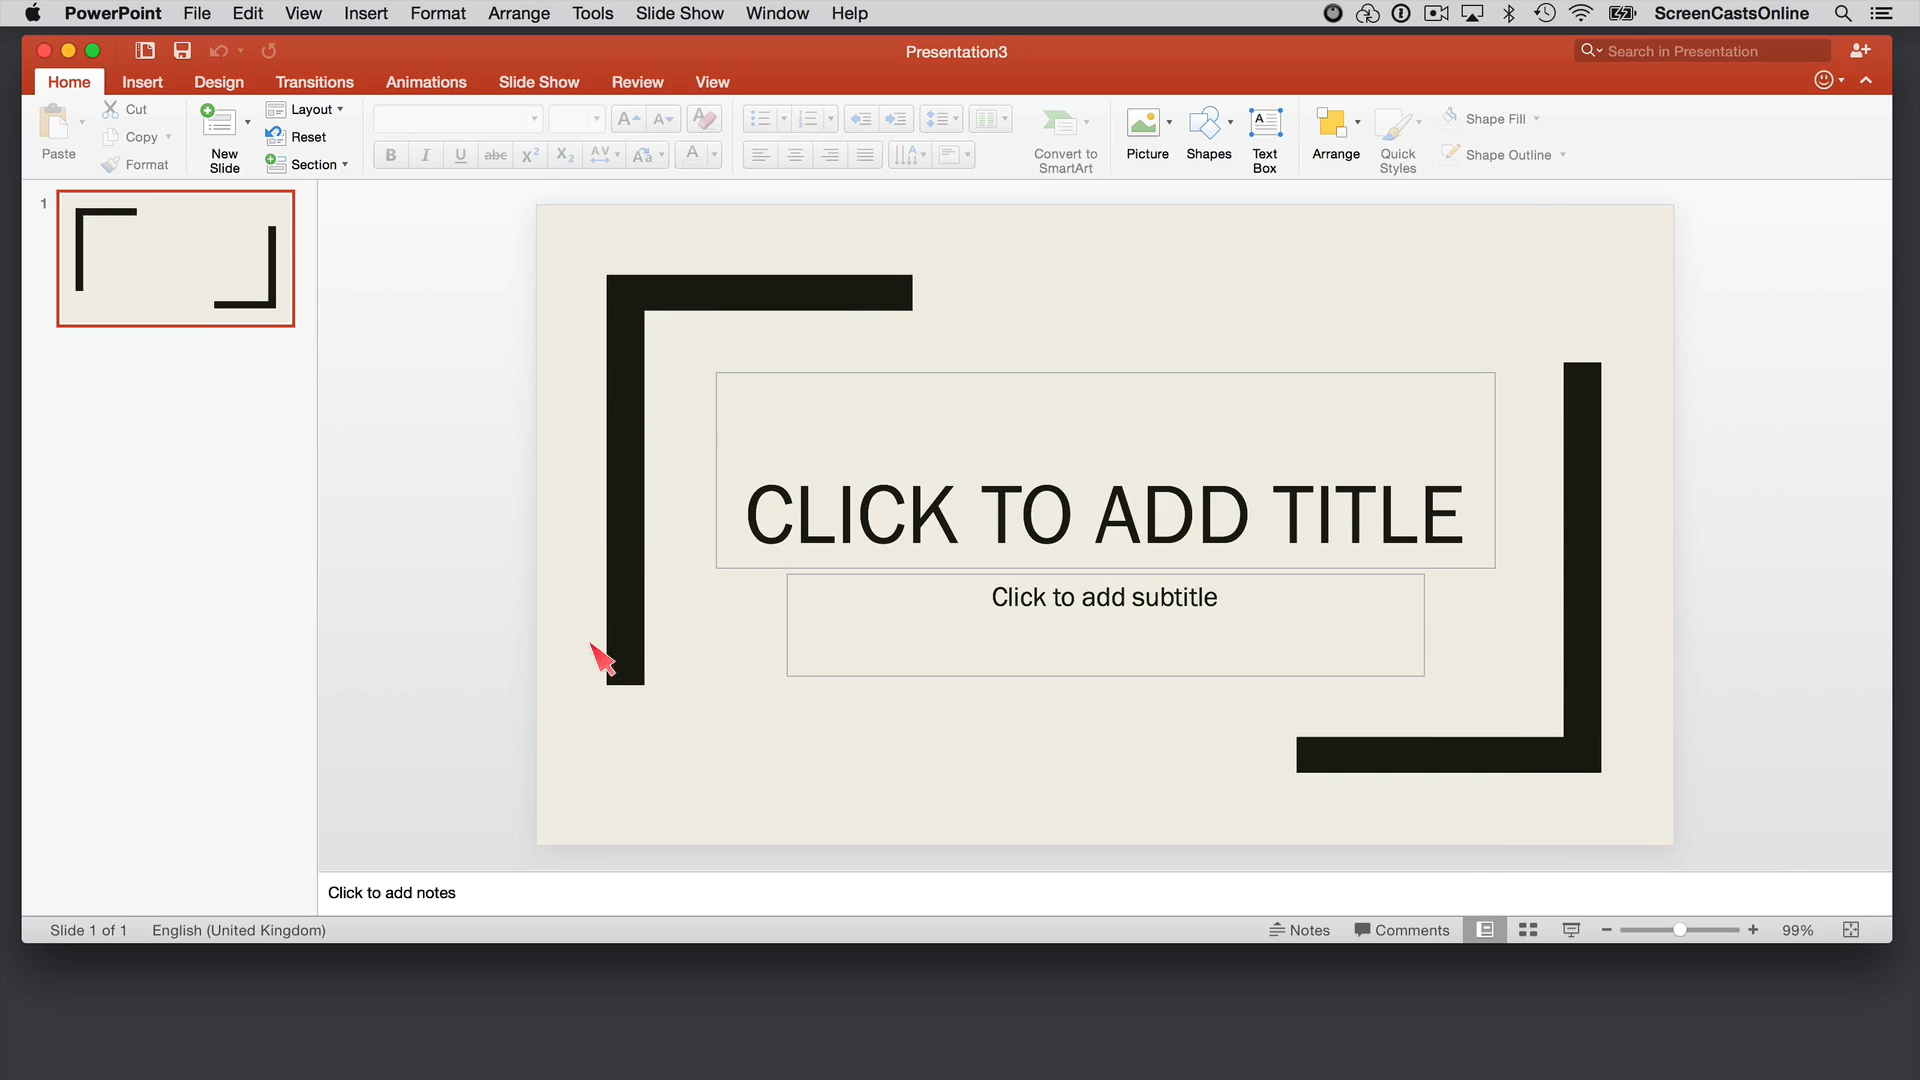 PowerPoint File Edit View Insert Format Arrange Tools Slide Show Window Help ScreenCastsOnline
Presentation3
Search in Presentation
Home Insert Design Transitions Animations Slide Show Review View
Paste
Cut
Copy
Format
New
Slide
Layout
Reset
Section
Convert to
SmartArt
Picture
Shapes
Text
Box
Arrange
Quick
Styles
Shape Fill
Shape Outline
1
CLICK TO ADD TITLE
Click to add subtitle
Click to add notes
Slide 1 of 1 English (United Kingdom) Notes Comments 99%